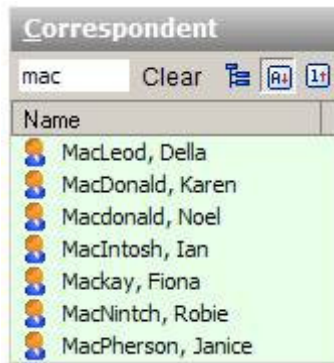 Correspondent
mac Clear
Name
MacLeod, Della
MacDonald, Karen
Macdonald, Noel
MacIntosh, Ian
Mackay, Fiona
MacNintch, Robie
MacPherson, Janice